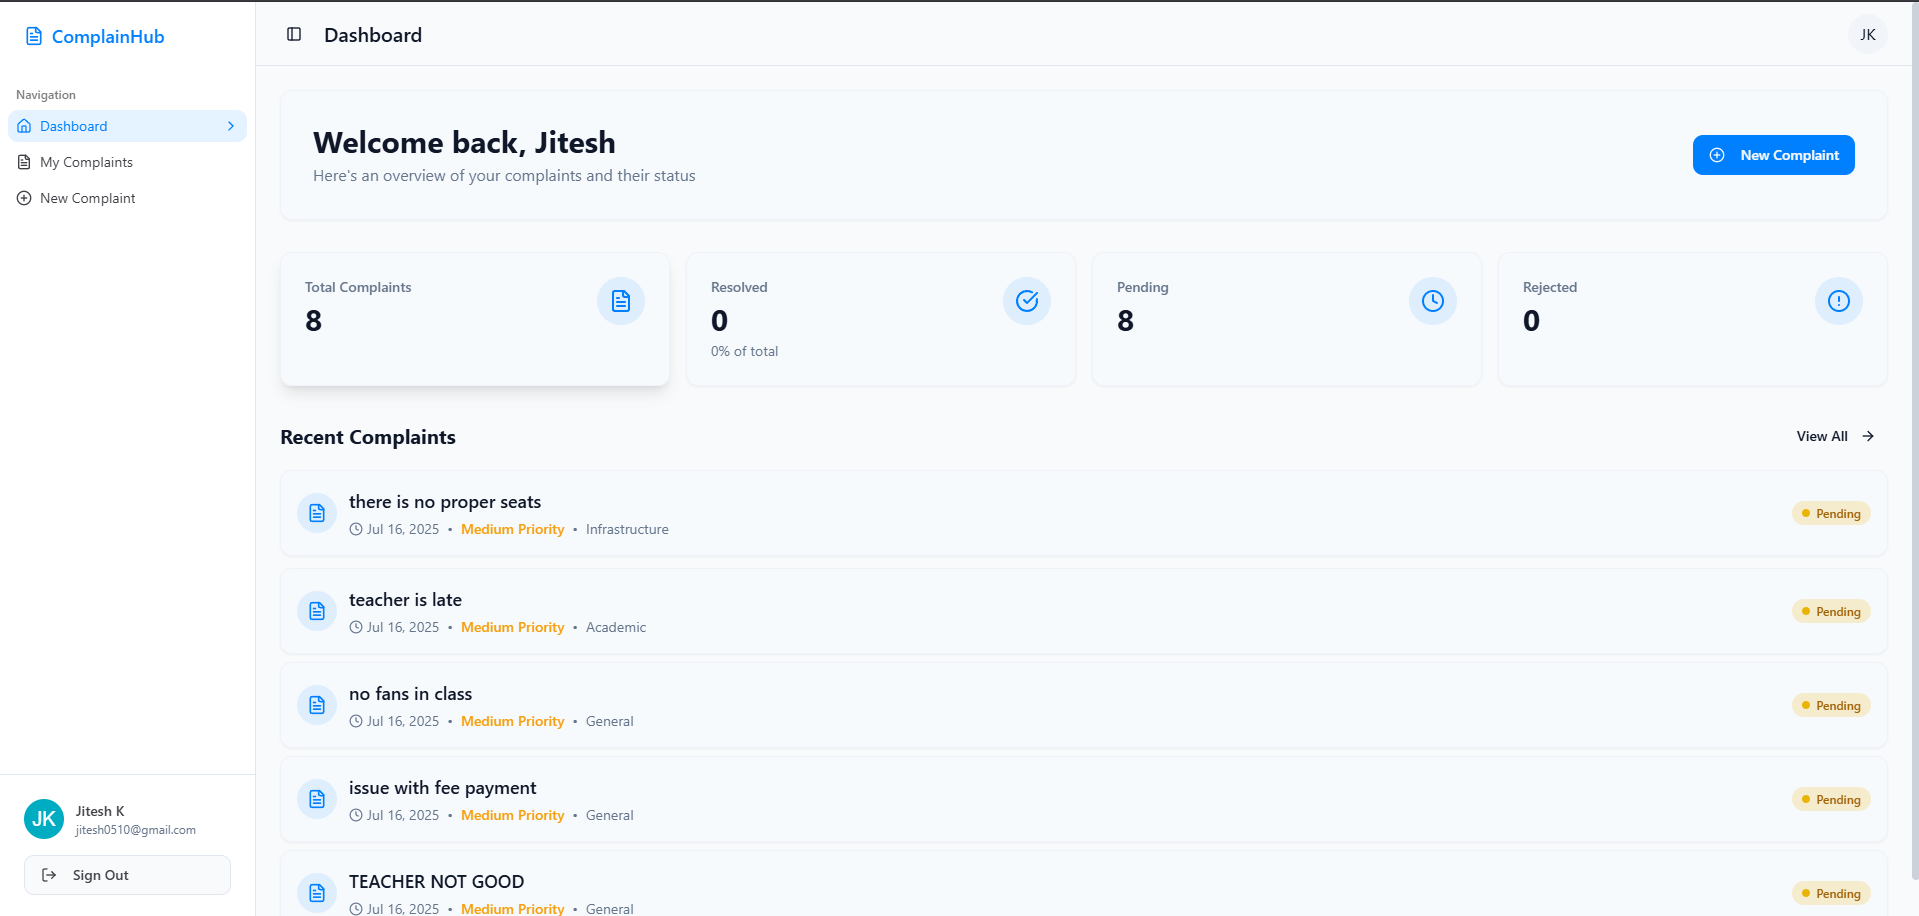 ComplainHub
Dashboard
JK
Navigation
Dashboard
My Complaints
New Complaint
Welcome back, Jitesh
Here's an overview of your complaints and their status
New Complaint
Total Complaints
8
Resolved
0
0% of total
Pending
8
Rejected
0
Recent Complaints
View All
there is no proper seats
Jul 16, 2025 • Medium Priority • Infrastructure
Pending
teacher is late
Jul 16, 2025 • Medium Priority • Academic
Pending
no fans in class
Jul 16, 2025 • Medium Priority • General
Pending
issue with fee payment
Jul 16, 2025 • Medium Priority • General
Pending
TEACHER NOT GOOD
Jul 16, 2025 • Medium Priority • General
Pending
JK
Jitesh K
jitesh0510@gmail.com
Sign Out